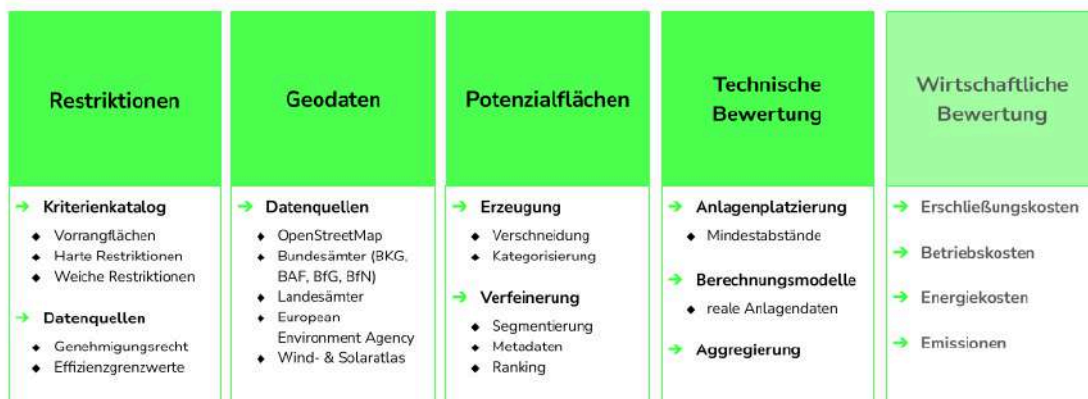 Restriktionen
Geodaten
Potenzialflächen
Technische
Bewertung
Wirtschaftliche
Bewertung
➔ Kriterienkatalog
◆ Vorrangflächen
◆ Harte Restriktionen
◆ Weiche Restriktionen
➔ Datenquellen
◆ Genehmigungsrecht
◆ Effizienzgrenzwerte
➔ Datenquellen
◆ OpenStreetMap
◆ Bundesämter (BKG,
BAF, BfG, BfN)
◆ Landesämter
◆ European
Environment Agency
◆ Wind- & Solaratlas
➔ Erzeugung
◆ Verschneidung
◆ Kategorisierung
➔ Verfeinerung
◆ Segmentierung
◆ Metadaten
◆ Ranking
➔ Anlagenplatzierung
◆ Mindestabstände
➔ Berechnungsmodelle
◆ reale Anlagendaten
➔ Aggregierung
➔ Erschließungskosten
➔ Betriebskosten
➔ Energiekosten
➔ Emissionen